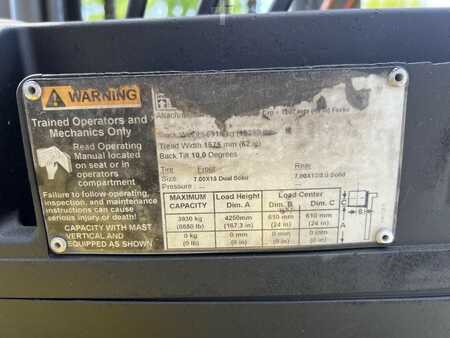 WARNING
Trained Operators and
Mechanics Only
Read Operating
Manual located
on seat or in
operators
compartment
Failure to follow-operating,
inspection, and maintenance
instructions can cause
serious injury or death!
CAPACITY WITH MAST
VERTICAL AND
EQUIPPED AS SHOWN
Attachment
Forks
Tread Width 1575 mm (62 in)
Back Tilt 10.0 Degrees
Tire Front Rear
Size: 7.00X15 Dual Solid
Pressure: ---
MAXIMUM Load Height Load Center
CAPACITY Dim. A Dim. B Dim. C
3930 kg 4250mm 610 mm 610 mm
(8650 lb) (167.3 in) (24 in) (24 in)
0 kg 0 mm 0 mm 0 mm
(0 lb) (0 in) (0 in) (0 in)
C
B
A